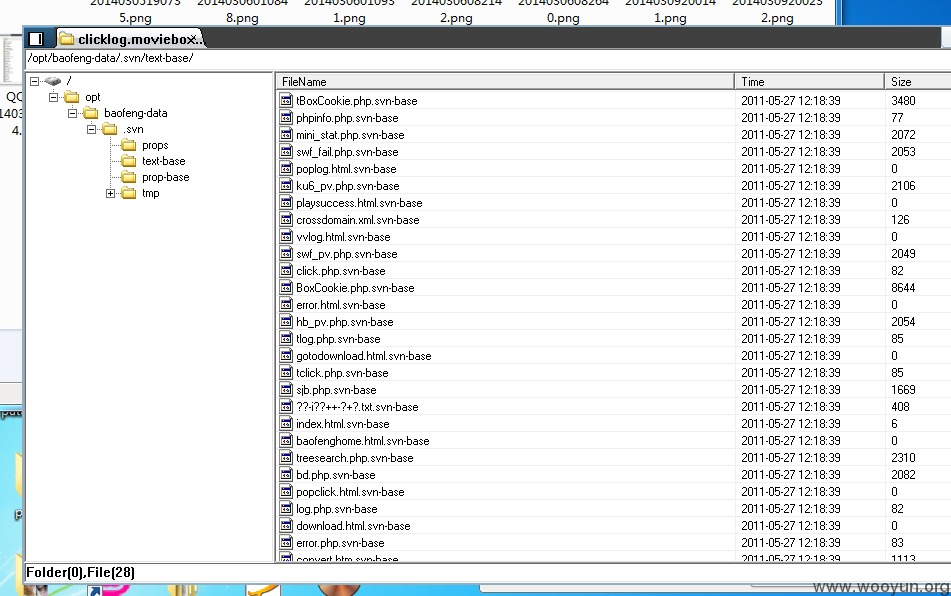 2014030519073 2014030601084 2014030601093 2014030608214 2014030608264 2014030920014 2014030920023
5.png 8.png 1.png 2.png 0.png 1.png 2.png
clicklog.moviebox...
/opt/baofeng-data/.svn/text-base/
/
opt
baofeng-data
.svn
props
text-base
prop-base
tmp
FileName Time Size
tBoxCookie.php.svn-base 2011-05-27 12:18:39 3480
phpinfo.php.svn-base 2011-05-27 12:18:39 77
mini_stat.php.svn-base 2011-05-27 12:18:39 2072
swf_fail.php.svn-base 2011-05-27 12:18:39 2053
poplog.html.svn-base 2011-05-27 12:18:39 0
ku6_pv.php.svn-base 2011-05-27 12:18:39 2106
playsuccess.html.svn-base 2011-05-27 12:18:39 0
crossdomain.xml.svn-base 2011-05-27 12:18:39 126
vvlog.html.svn-base 2011-05-27 12:18:39 0
swf_pv.php.svn-base 2011-05-27 12:18:39 2049
click.php.svn-base 2011-05-27 12:18:39 82
BoxCookie.php.svn-base 2011-05-27 12:18:39 8644
error.html.svn-base 2011-05-27 12:18:39 0
hb_pv.php.svn-base 2011-05-27 12:18:39 2054
tlog.php.svn-base 2011-05-27 12:18:39 85
gotodownload.html.svn-base 2011-05-27 12:18:39 0
tclick.php.svn-base 2011-05-27 12:18:39 85
sjb.php.svn-base 2011-05-27 12:18:39 1669
??-i??++-?+?.txt.svn-base 2011-05-27 12:18:39 408
index.html.svn-base 2011-05-27 12:18:39 6
baofenghome.html.svn-base 2011-05-27 12:18:39 0
treesearch.php.svn-base 2011-05-27 12:18:39 2310
bd.php.svn-base 2011-05-27 12:18:39 2082
popclick.html.svn-base 2011-05-27 12:18:39 0
log.php.svn-base 2011-05-27 12:18:39 82
download.html.svn-base 2011-05-27 12:18:39 0
error.php.svn-base 2011-05-27 12:18:39 83
convert.htm.svn-base 2011-05-27 12:18:39 1113
Folder(0),File(28)
www.wooyun.org